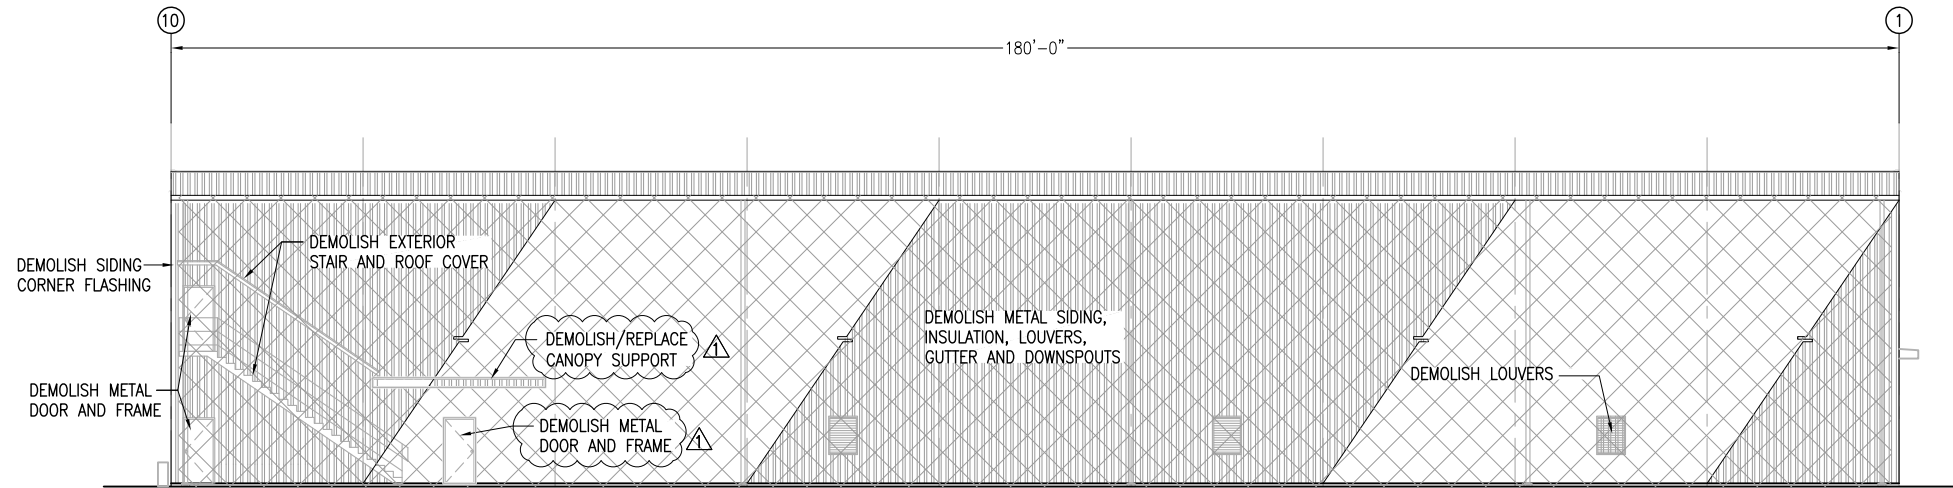 10
1
180'-0"
DEMOLISH EXTERIOR
STAIR AND ROOF COVER
DEMOLISH SIDING
CORNER FLASHING
DEMOLISH METAL SIDING,
INSULATION, LOUVERS,
GUTTER AND DOWNSPOUTS
DEMOLISH/REPLACE
CANOPY SUPPORT
1
DEMOLISH LOUVERS
DEMOLISH METAL
DOOR AND FRAME
DEMOLISH METAL
DOOR AND FRAME
1